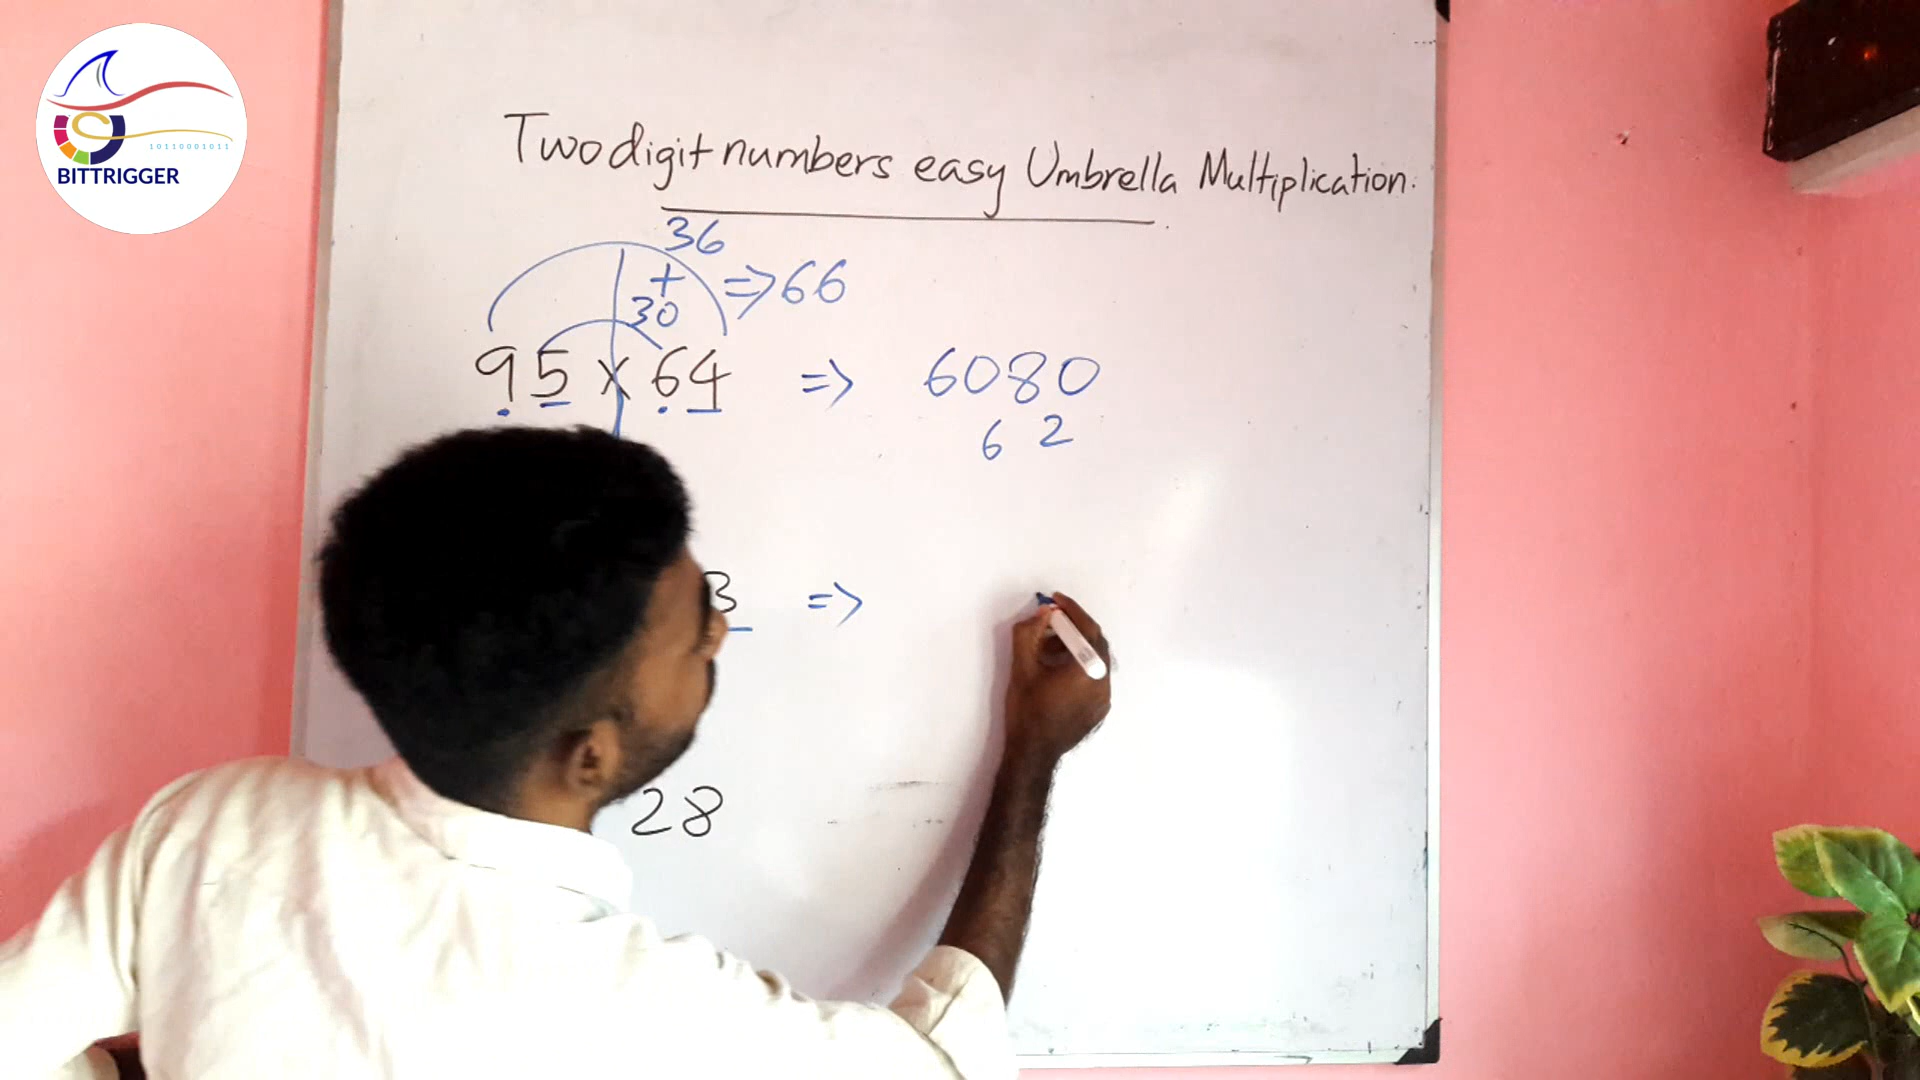 10110001011
BITTRIGGER
Two digit numbers easy Umbrella Multiplication.
36
+ => 66
30
95 x 64 => 6080
6 2
3 =>
28